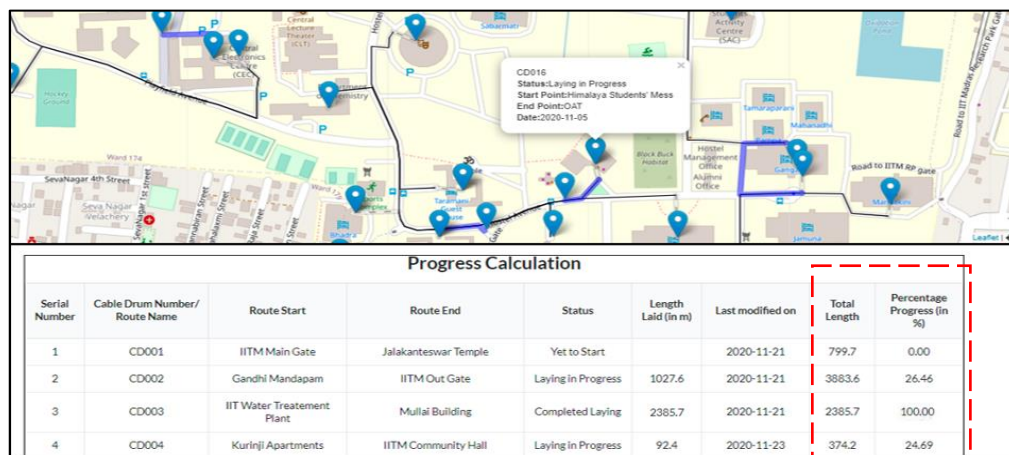 Central
Lecture
Theater
(CLT)
Hostel
Sabarmati
Activity
Centre
(SAC)
P
P
Central
Electronics
Centre
(CEC)
P
P
P
Hockey
Ground
Playfield Avenue
CD016
Status:Laying in Progress
Start Point:Himalaya Students' Mess
End Point:OAT
Date:2020-11-05
×
Tamaraparani
Mahanadhi
Ganga
Hostel
Management
Office
Alumni
Office
Black Buck
Habitat
Road to IITM RP gate
Road to IIT Madras Research Park Gate
Ward 174
SevaNagar 4th Street
SevaNagar 1st street
Seva Nagar
Velachery
Taramani
Guest
House
Bhadra
Jamuna
Leaflet |
Progress Calculation
Serial Number Cable Drum Number/ Route Name Route Start Route End Status Length Laid (in m) Last modified on Total Length Percentage Progress (in %)
1 CD001 IITM Main Gate Jalakanteswar Temple Yet to Start 2020-11-21 799.7 0.00
2 CD002 Gandhi Mandapam IITM Out Gate Laying in Progress 1027.6 2020-11-21 3883.6 26.46
3 CD003 IIT Water Treatement Plant Mullai Building Completed Laying 2385.7 2020-11-21 2385.7 100.00
4 CD004 Kurinji Apartments IITM Community Hall Laying in Progress 92.4 2020-11-23 374.2 24.69